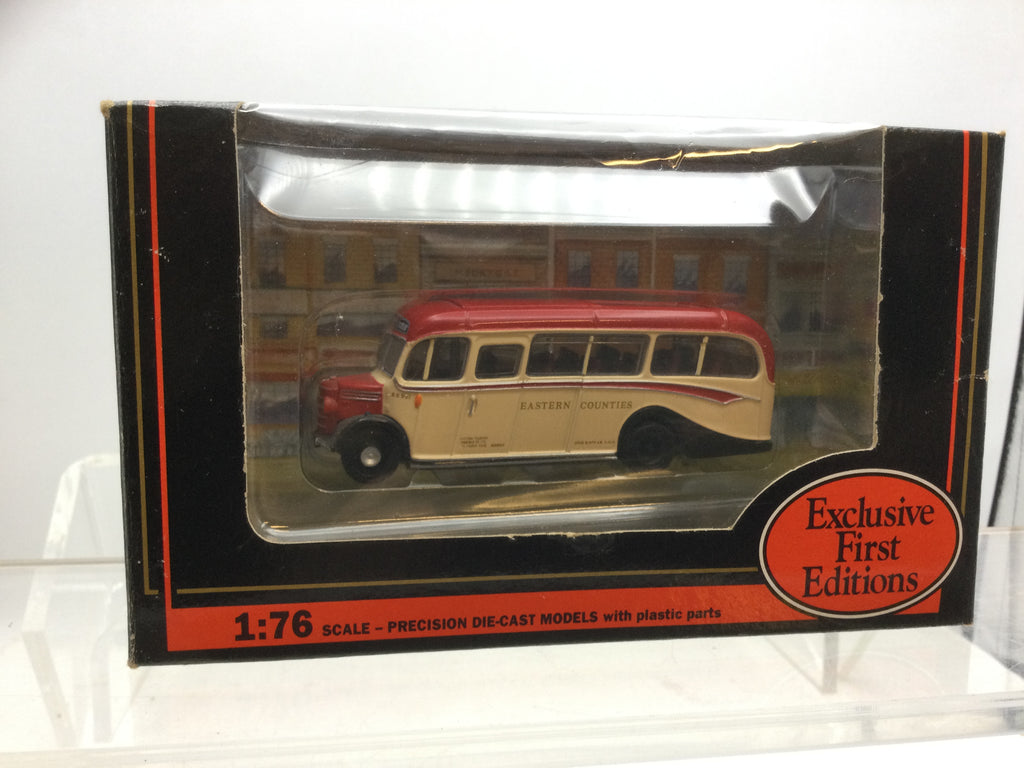 EASTERN COUNTIES
Exclusive
First
Editions
1:76 SCALE – PRECISION DIE-CAST MODELS with plastic parts